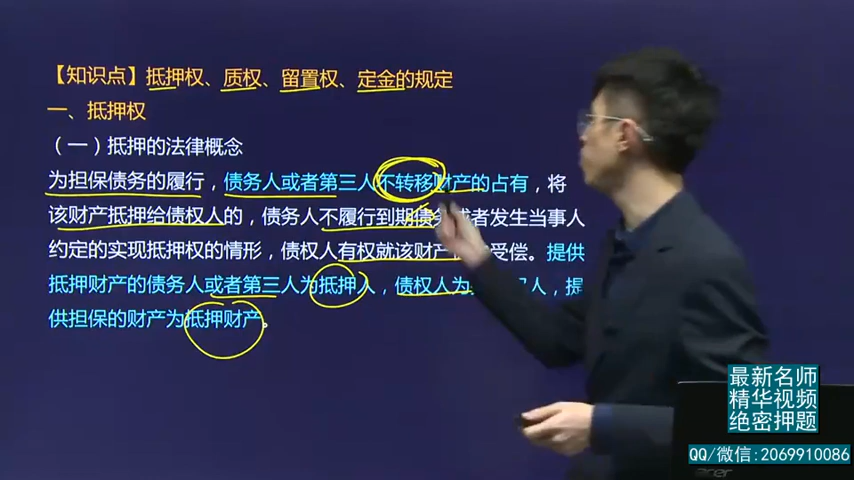 【知识点】抵押权、质权、留置权、定金的规定
一、抵押权
（一）抵押的法律概念
为担保债务的履行，债务人或者第三人不转移财产的占有，将
该财产抵押给债权人的，债务人不履行到期债务或者发生当事人
约定的实现抵押权的情形，债权人有权就该财产 受偿。提供
抵押财产的债务人或者第三人为抵押人，债权人为 人，提
供担保的财产为抵押财产。
最新名师
精华视频
绝密押题
QQ/微信:2069910086
acer